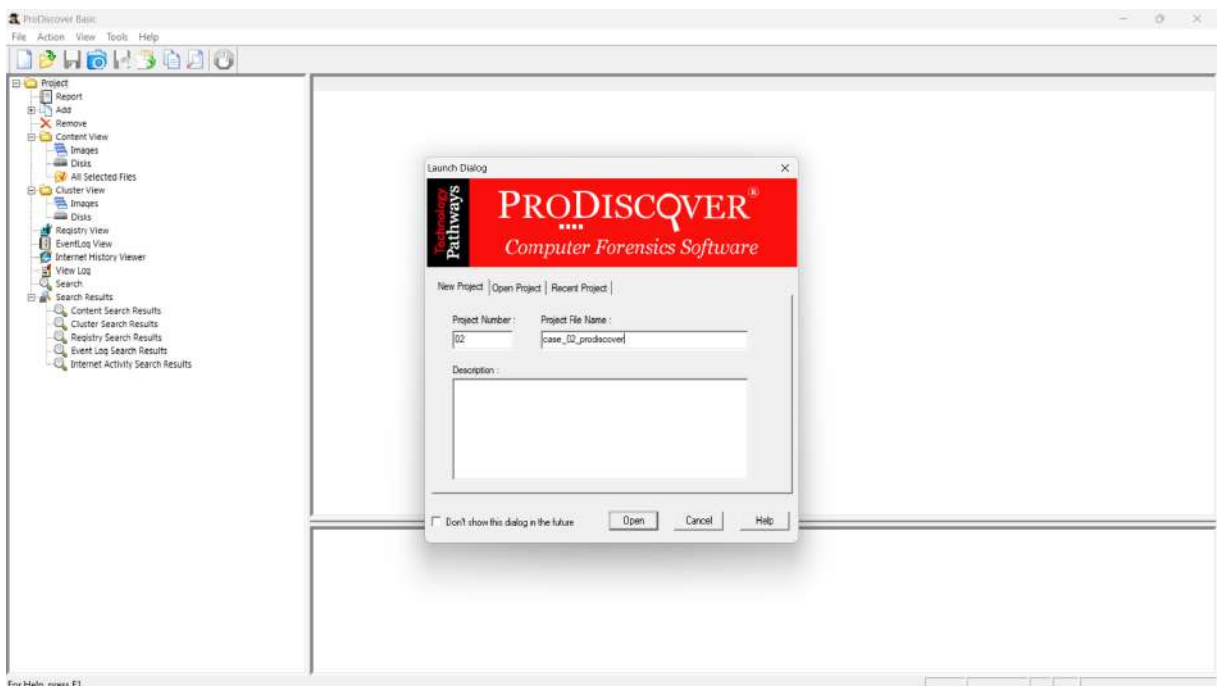 ProDiscover Basic
File Action View Tools Help
Project
Report
Add
Remove
Content View
Images
Disks
All Selected Files
Cluster View
Images
Disks
Registry View
EventLog View
Internet History Viewer
View Log
Search
Search Results
Content Search Results
Cluster Search Results
Registry Search Results
Event Log Search Results
Internet Activity Search Results
Launch Dialog
Technology
Pathways
PRODISCOVER®
Computer Forensics Software
New Project Open Project Recent Project
Project Number : Project File Name :
02 case_02_prodiscover
Description :
Don't show this dialog in the future Open Cancel Help
For Help, press F1